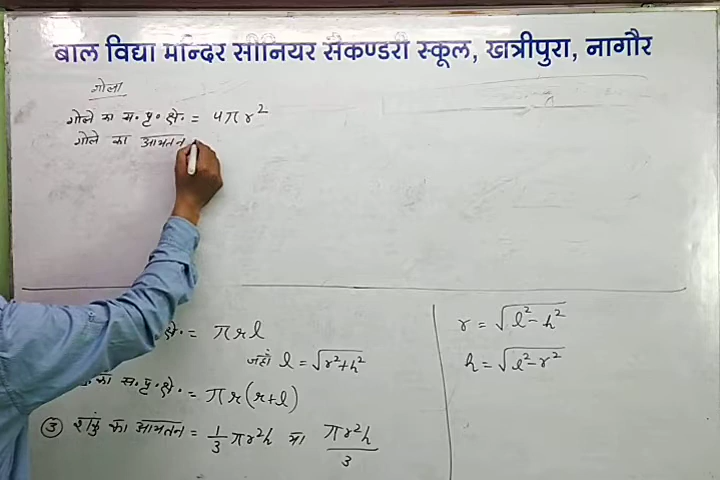 बाल विद्या मन्दिर सीनियर सैकण्डरी स्कूल, खत्रीपुरा, नागौर
गोला
गोले का स. पृ. क्षे. = 4πr²
गोले का आयतन
क्षे. = πrl
जहाँ l = √(r²+h²)
का स. पृ. क्षे. = πr(r+l)
③ शंकु का आयतन = 1/3 πr²h या πr²h/3
r = √(l²-h²)
h = √(l²-r²)